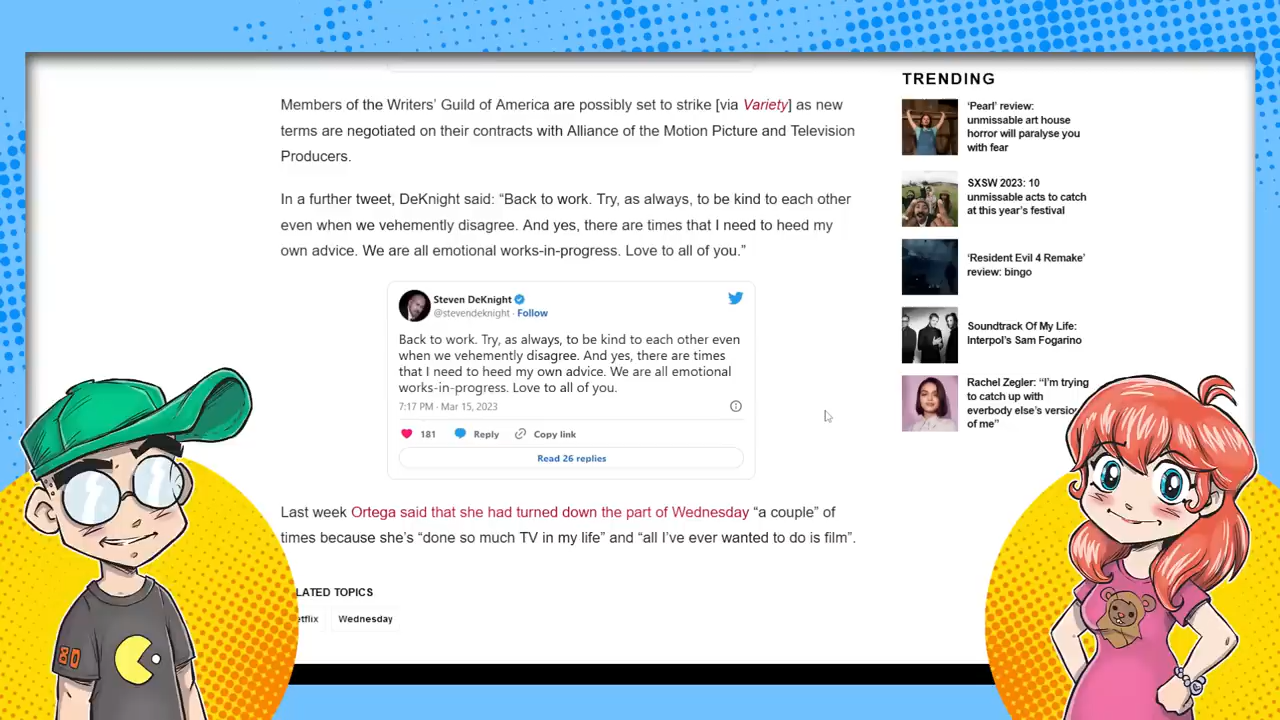 Members of the Writers' Guild of America are possibly set to strike [via Variety] as new
terms are negotiated on their contracts with Alliance of the Motion Picture and Television
Producers.
In a further tweet, DeKnight said: “Back to work. Try, as always, to be kind to each other
even when we vehemently disagree. And yes, there are times that I need to heed my
own advice. We are all emotional works-in-progress. Love to all of you.”
Steven DeKnight
@stevendeknight · Follow
Back to work. Try, as always, to be kind to each other even
when we vehemently disagree. And yes, there are times
that I need to heed my own advice. We are all emotional
works-in-progress. Love to all of you.
7:17 PM · Mar 15, 2023
181 Reply Copy link
Read 26 replies
Last week Ortega said that she had turned down the part of Wednesday “a couple” of
times because she's “done so much TV in my life” and “all I've ever wanted to do is film”.
LATED TOPICS
etflix Wednesday
TRENDING
‘Pearl’ review:
unmissable art house
horror will paralyse you
with fear
SXSW 2023: 10
unmissable acts to catch
at this year's festival
‘Resident Evil 4 Remake’
review: bingo
Soundtrack Of My Life:
Interpol's Sam Fogarino
Rachel Zegler: “I'm trying
to catch up with
everbody else's versio
of me”
80